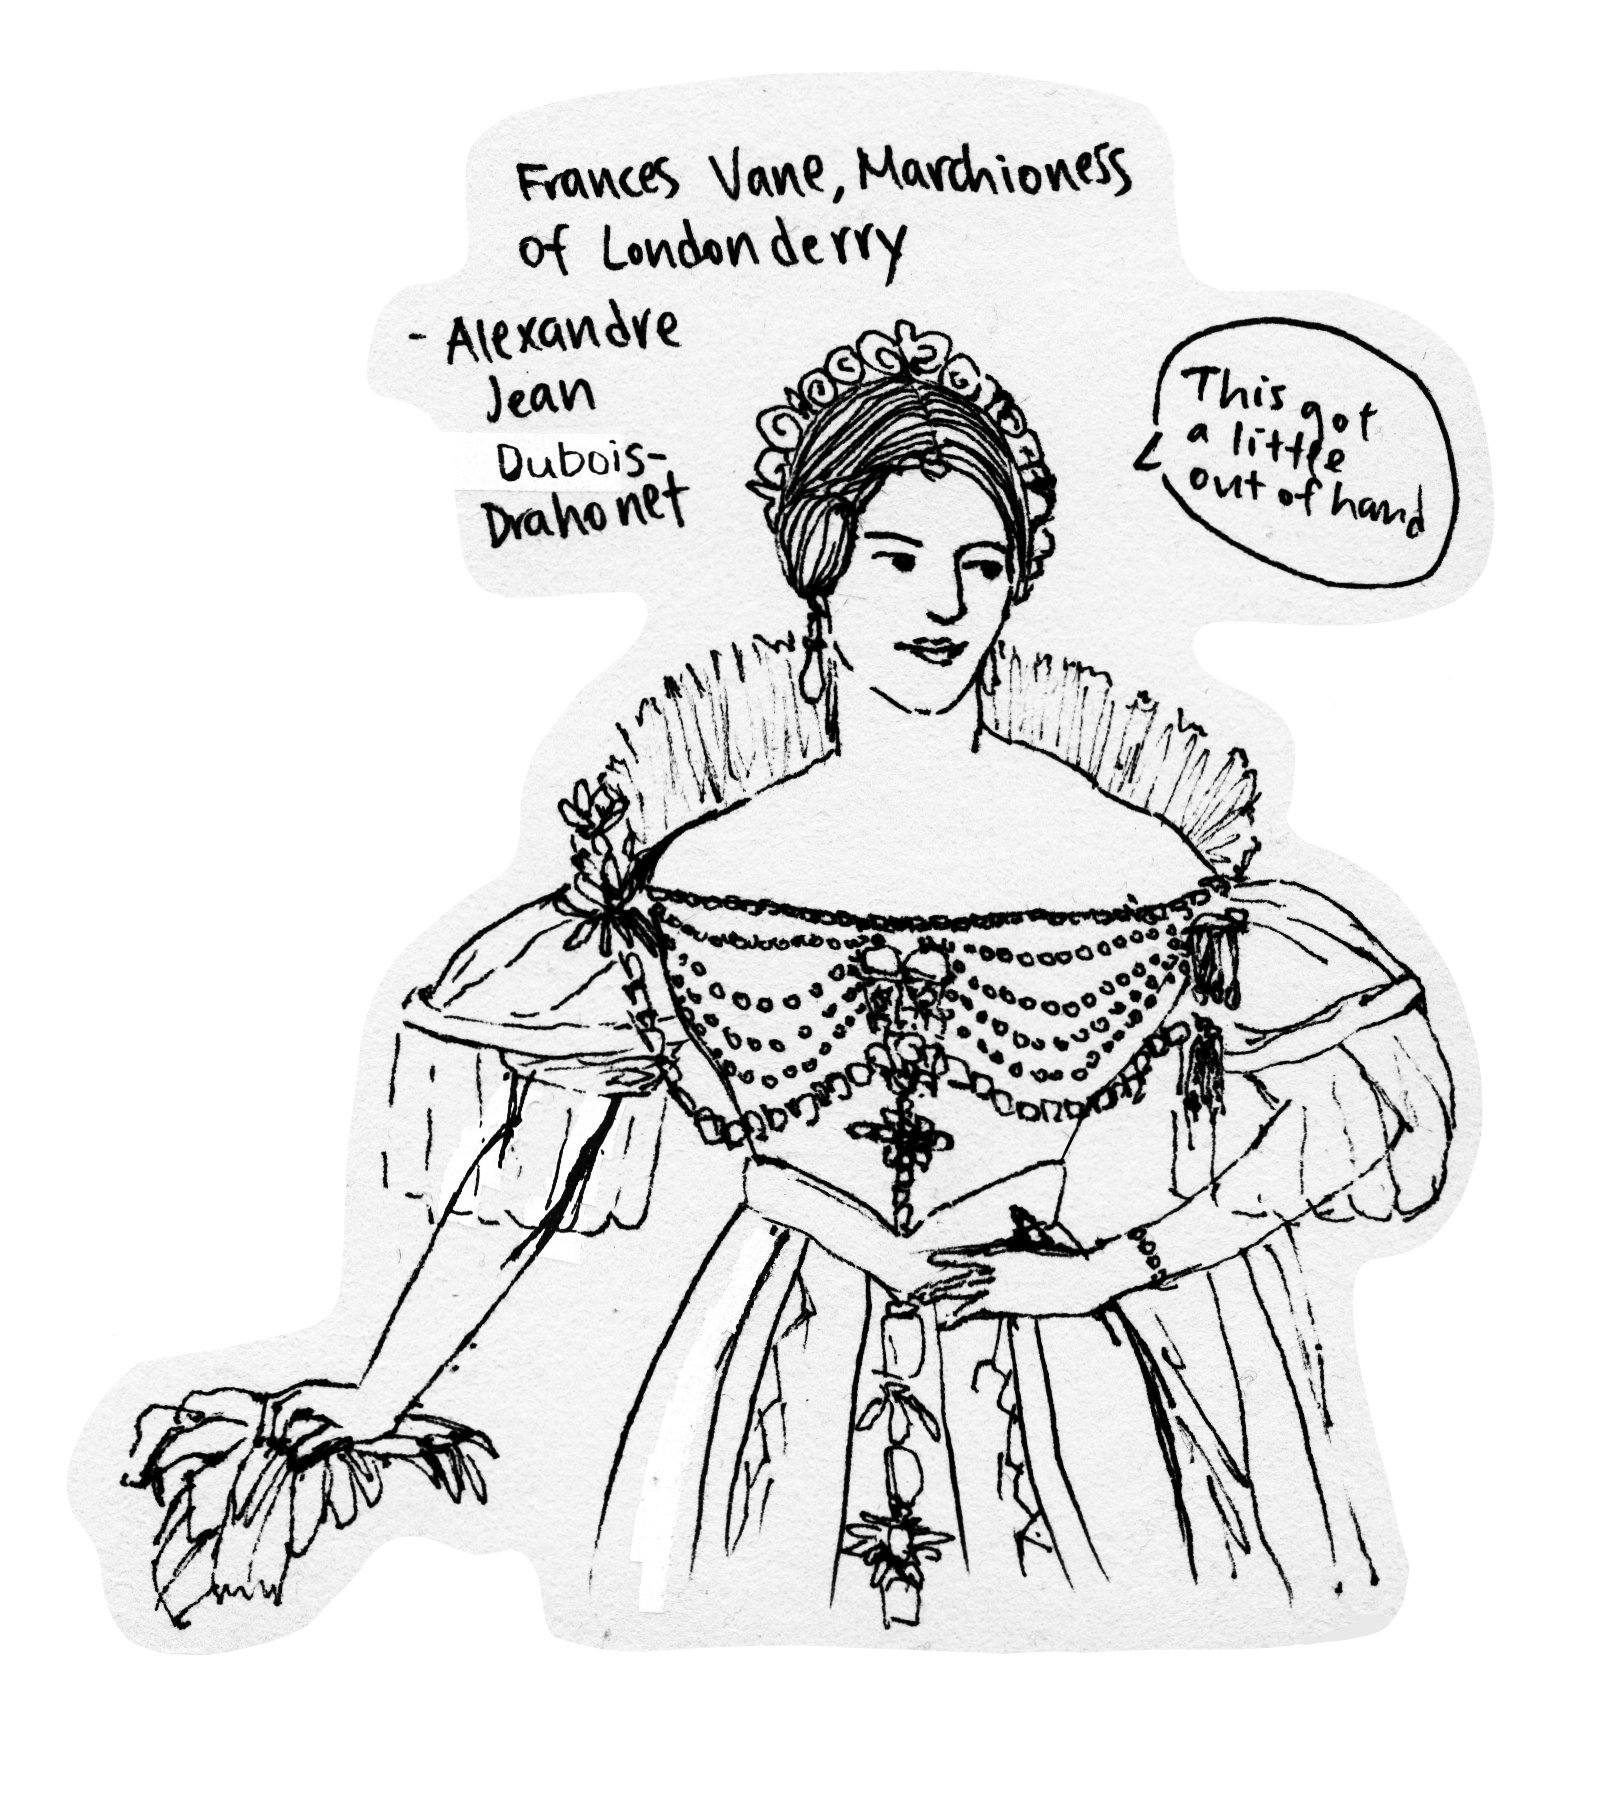 Frances Vane, Marchioness
of Londonderry
- Alexandre
Jean
Dubois-
Drahonet
This got
a little
out of hand